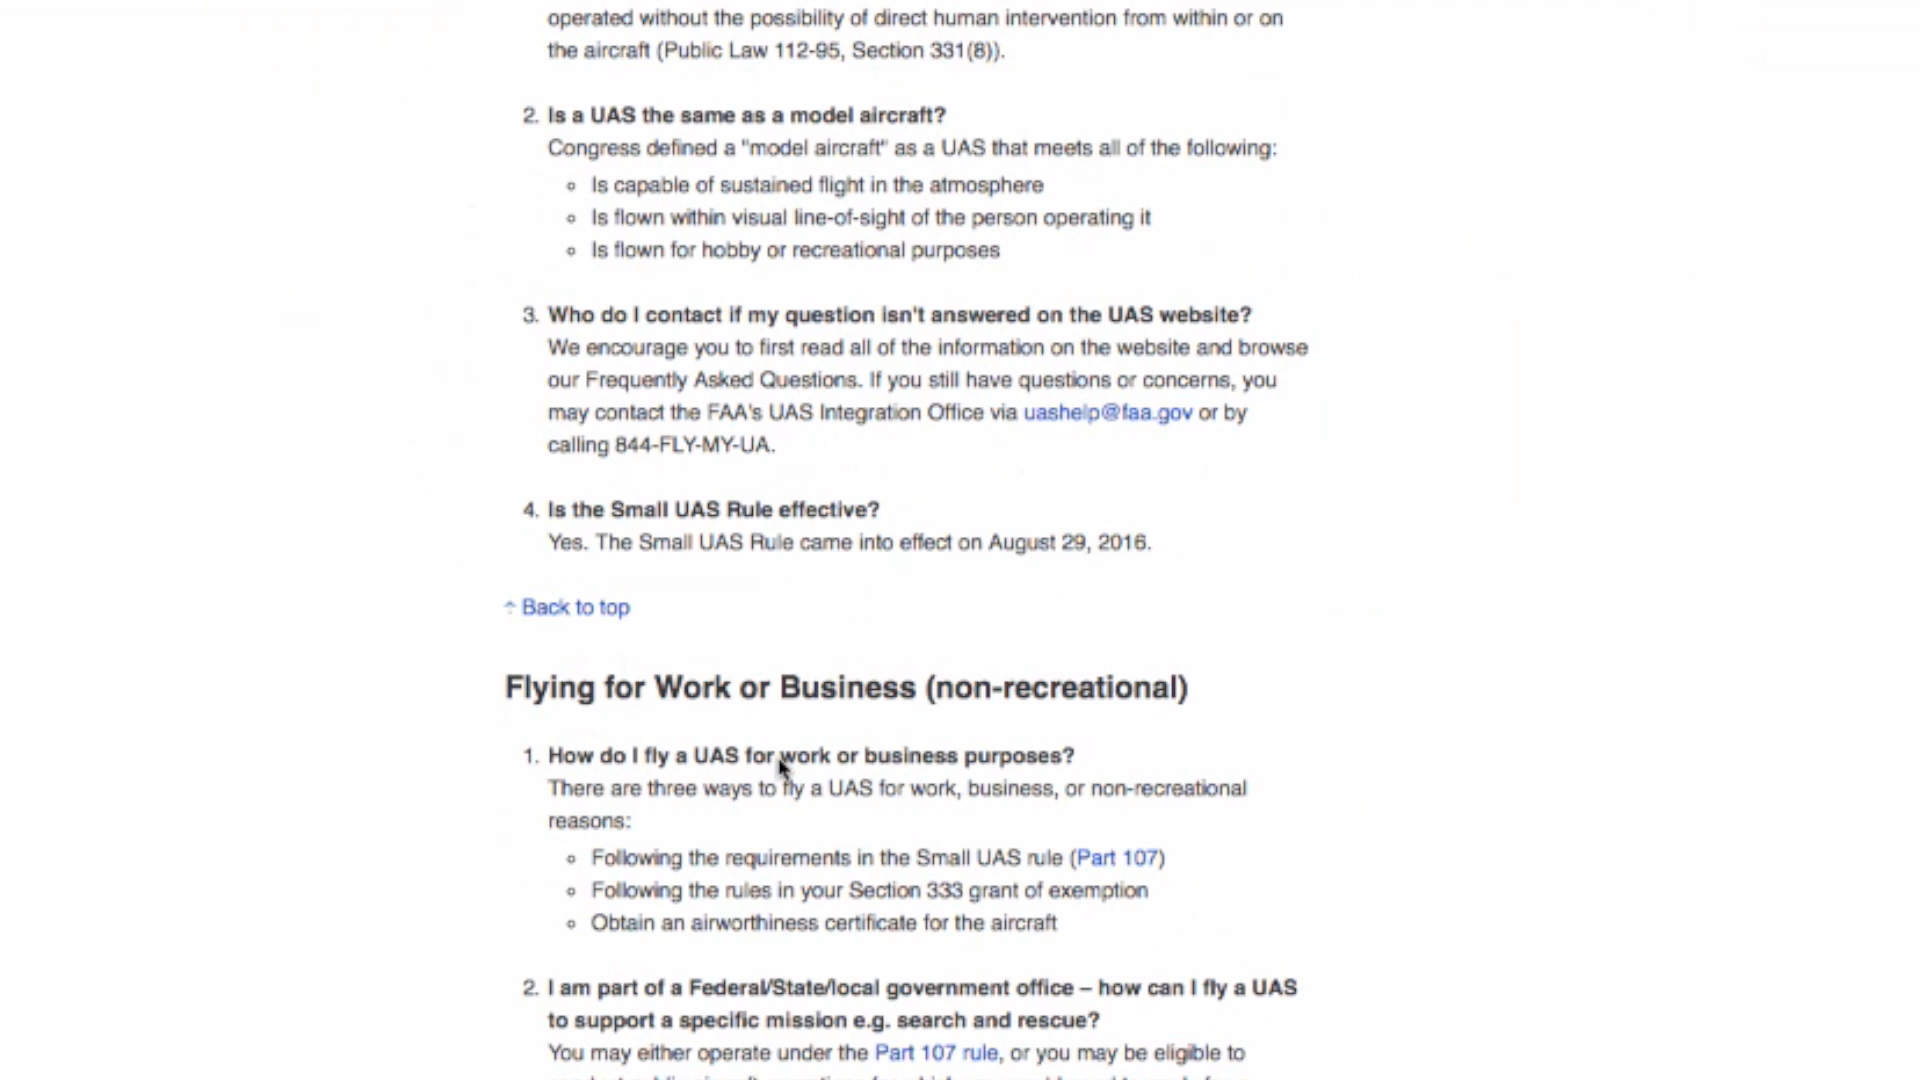 operated without the possibility of direct human intervention from within or on
the aircraft (Public Law 112-95, Section 331(8)).
2. Is a UAS the same as a model aircraft?
Congress defined a "model aircraft" as a UAS that meets all of the following:
◦ Is capable of sustained flight in the atmosphere
◦ Is flown within visual line-of-sight of the person operating it
◦ Is flown for hobby or recreational purposes
3. Who do I contact if my question isn't answered on the UAS website?
We encourage you to first read all of the information on the website and browse
our Frequently Asked Questions. If you still have questions or concerns, you
may contact the FAA's UAS Integration Office via uashelp@faa.gov or by
calling 844-FLY-MY-UA.
4. Is the Small UAS Rule effective?
Yes. The Small UAS Rule came into effect on August 29, 2016.
Back to top
Flying for Work or Business (non-recreational)
1. How do I fly a UAS for work or business purposes?
There are three ways to fly a UAS for work, business, or non-recreational
reasons:
◦ Following the requirements in the Small UAS rule (Part 107)
◦ Following the rules in your Section 333 grant of exemption
◦ Obtain an airworthiness certificate for the aircraft
2. I am part of a Federal/State/local government office – how can I fly a UAS
to support a specific mission e.g. search and rescue?
You may either operate under the Part 107 rule, or you may be eligible to